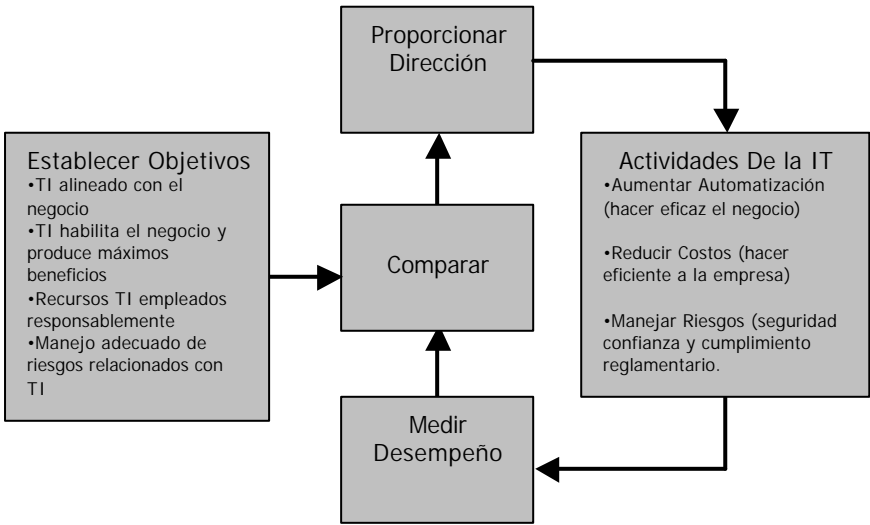 Proporcionar
Dirección
Establecer Objetivos
•TI alineado con el
negocio
•TI habilita el negocio y
produce máximos
beneficios
•Recursos TI empleados
responsablemente
•Manejo adecuado de
riesgos relacionados con
TI
Comparar
Actividades De la IT
•Aumentar Automatización
(hacer eficaz el negocio)
•Reducir Costos (hacer
eficiente a la empresa)
•Manejar Riesgos (seguridad
confianza y cumplimiento
reglamentario.
Medir
Desempeño